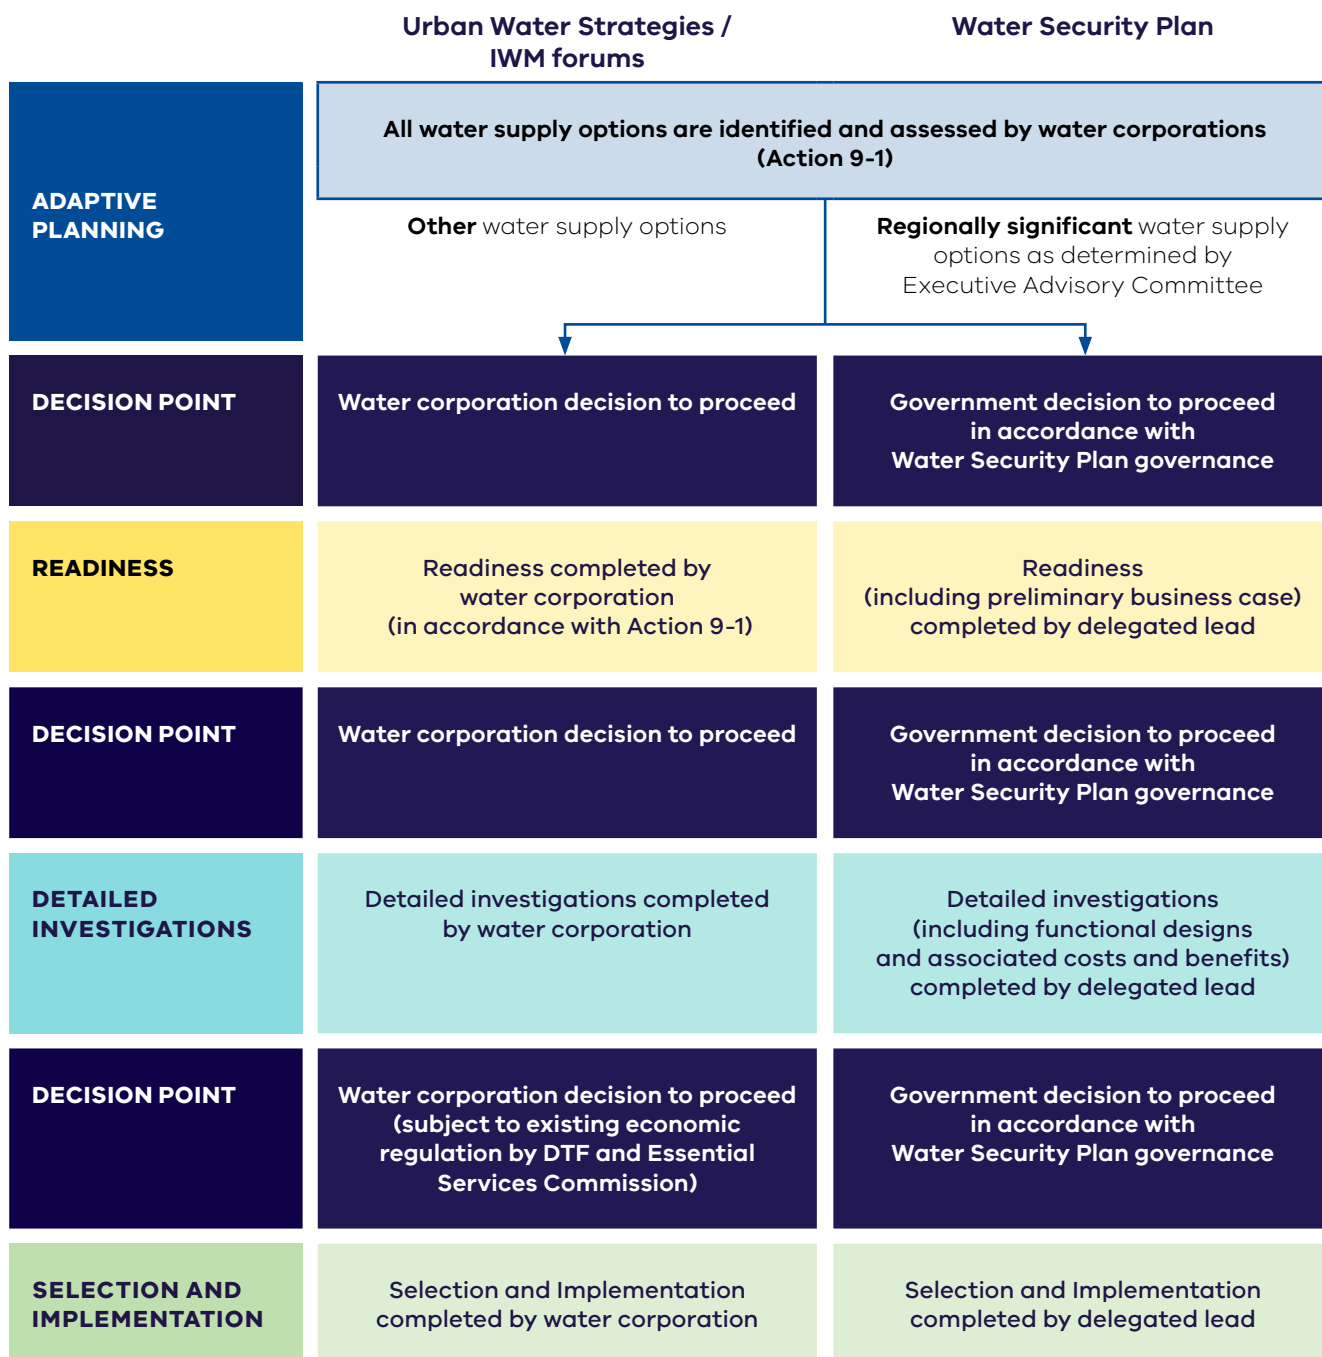 Urban Water Strategies /
IWM forums
Water Security Plan
ADAPTIVE
PLANNING
All water supply options are identified and assessed by water corporations
(Action 9-1)
Other water supply options
Regionally significant water supply
options as determined by
Executive Advisory Committee
DECISION POINT
Water corporation decision to proceed
Government decision to proceed
in accordance with
Water Security Plan governance
READINESS
Readiness completed by
water corporation
(in accordance with Action 9-1)
Readiness
(including preliminary business case)
completed by delegated lead
DECISION POINT
Water corporation decision to proceed
Government decision to proceed
in accordance with
Water Security Plan governance
DETAILED
INVESTIGATIONS
Detailed investigations completed
by water corporation
Detailed investigations
(including functional designs
and associated costs and benefits)
completed by delegated lead
DECISION POINT
Water corporation decision to proceed
(subject to existing economic
regulation by DTF and Essential
Services Commission)
Government decision to proceed
in accordance with
Water Security Plan governance
SELECTION AND
IMPLEMENTATION
Selection and Implementation
completed by water corporation
Selection and Implementation
completed by delegated lead